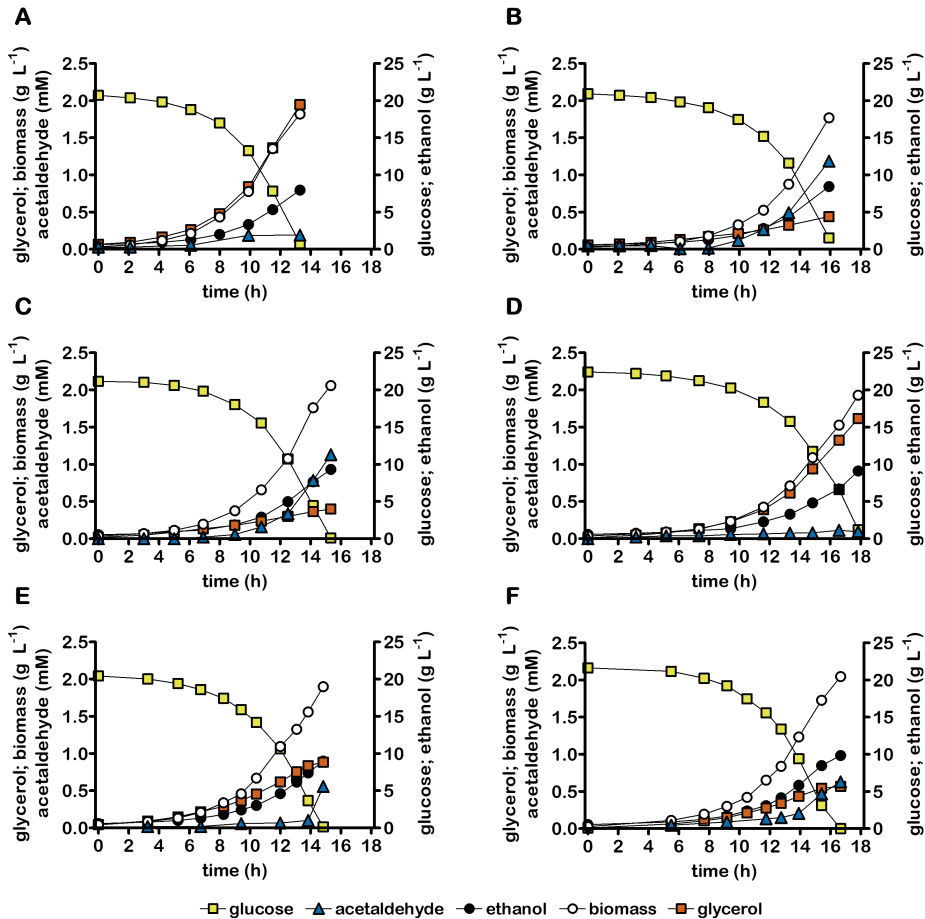 A
glycerol; biomass (g L-1)
acetaldehyde (mM)
2.5
2.0
1.5
1.0
0.5
0.0
0 2 4 6 8 10 12 14 16 18
time (h)
25
20
15
10
5
0
glucose; ethanol (g L-1)
B
glycerol; biomass (g L-1)
acetaldehyde (mM)
2.5
2.0
1.5
1.0
0.5
0.0
0 2 4 6 8 10 12 14 16 18
time (h)
25
20
15
10
5
0
glucose; ethanol (g L-1)
C
glycerol; biomass (g L-1)
acetaldehyde (mM)
2.5
2.0
1.5
1.0
0.5
0.0
0 2 4 6 8 10 12 14 16 18
time (h)
25
20
15
10
5
0
glucose; ethanol (g L-1)
D
glycerol; biomass (g L-1)
acetaldehyde (mM)
2.5
2.0
1.5
1.0
0.5
0.0
0 2 4 6 8 10 12 14 16 18
time (h)
25
20
15
10
5
0
glucose; ethanol (g L-1)
E
glycerol; biomass (g L-1)
acetaldehyde (mM)
2.5
2.0
1.5
1.0
0.5
0.0
0 2 4 6 8 10 12 14 16 18
time (h)
25
20
15
10
5
0
glucose; ethanol (g L-1)
F
glycerol; biomass (g L-1)
acetaldehyde (mM)
2.5
2.0
1.5
1.0
0.5
0.0
0 2 4 6 8 10 12 14 16 18
time (h)
25
20
15
10
5
0
glucose; ethanol (g L-1)
glucose acetaldehyde ethanol biomass glycerol